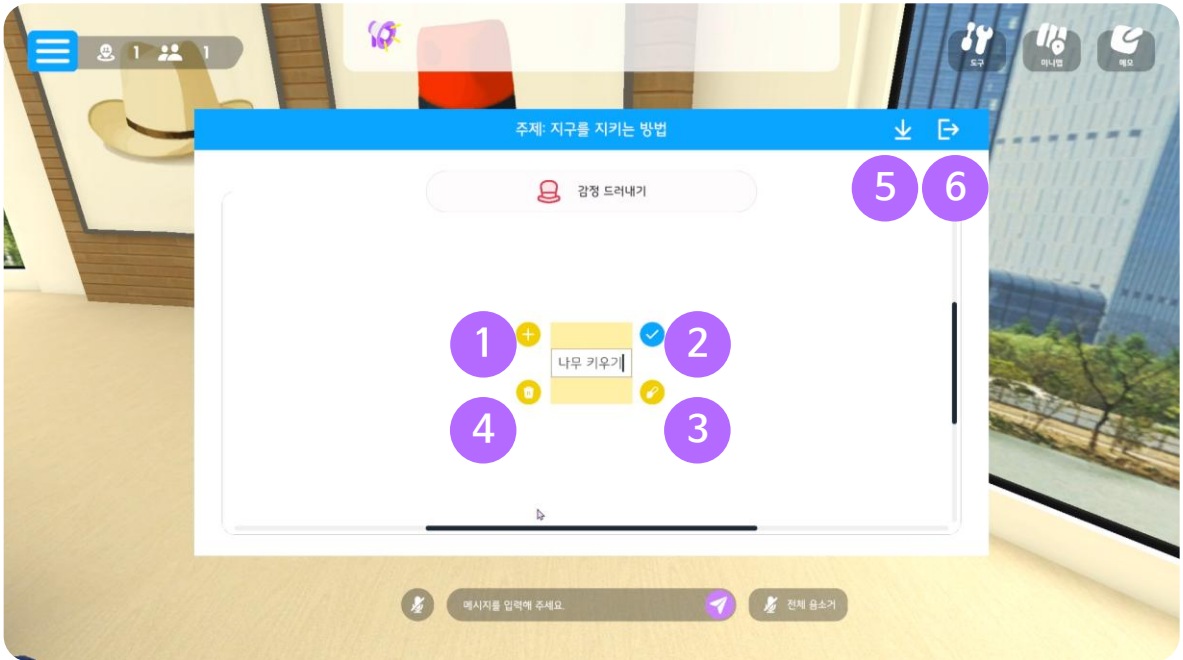 1 1
도구 미니맵 메모
주제: 지구를 지키는 방법
감정 드러내기
5 6
1 2
나무 키우기
4 3
메시지를 입력해 주세요.
전체 음소거